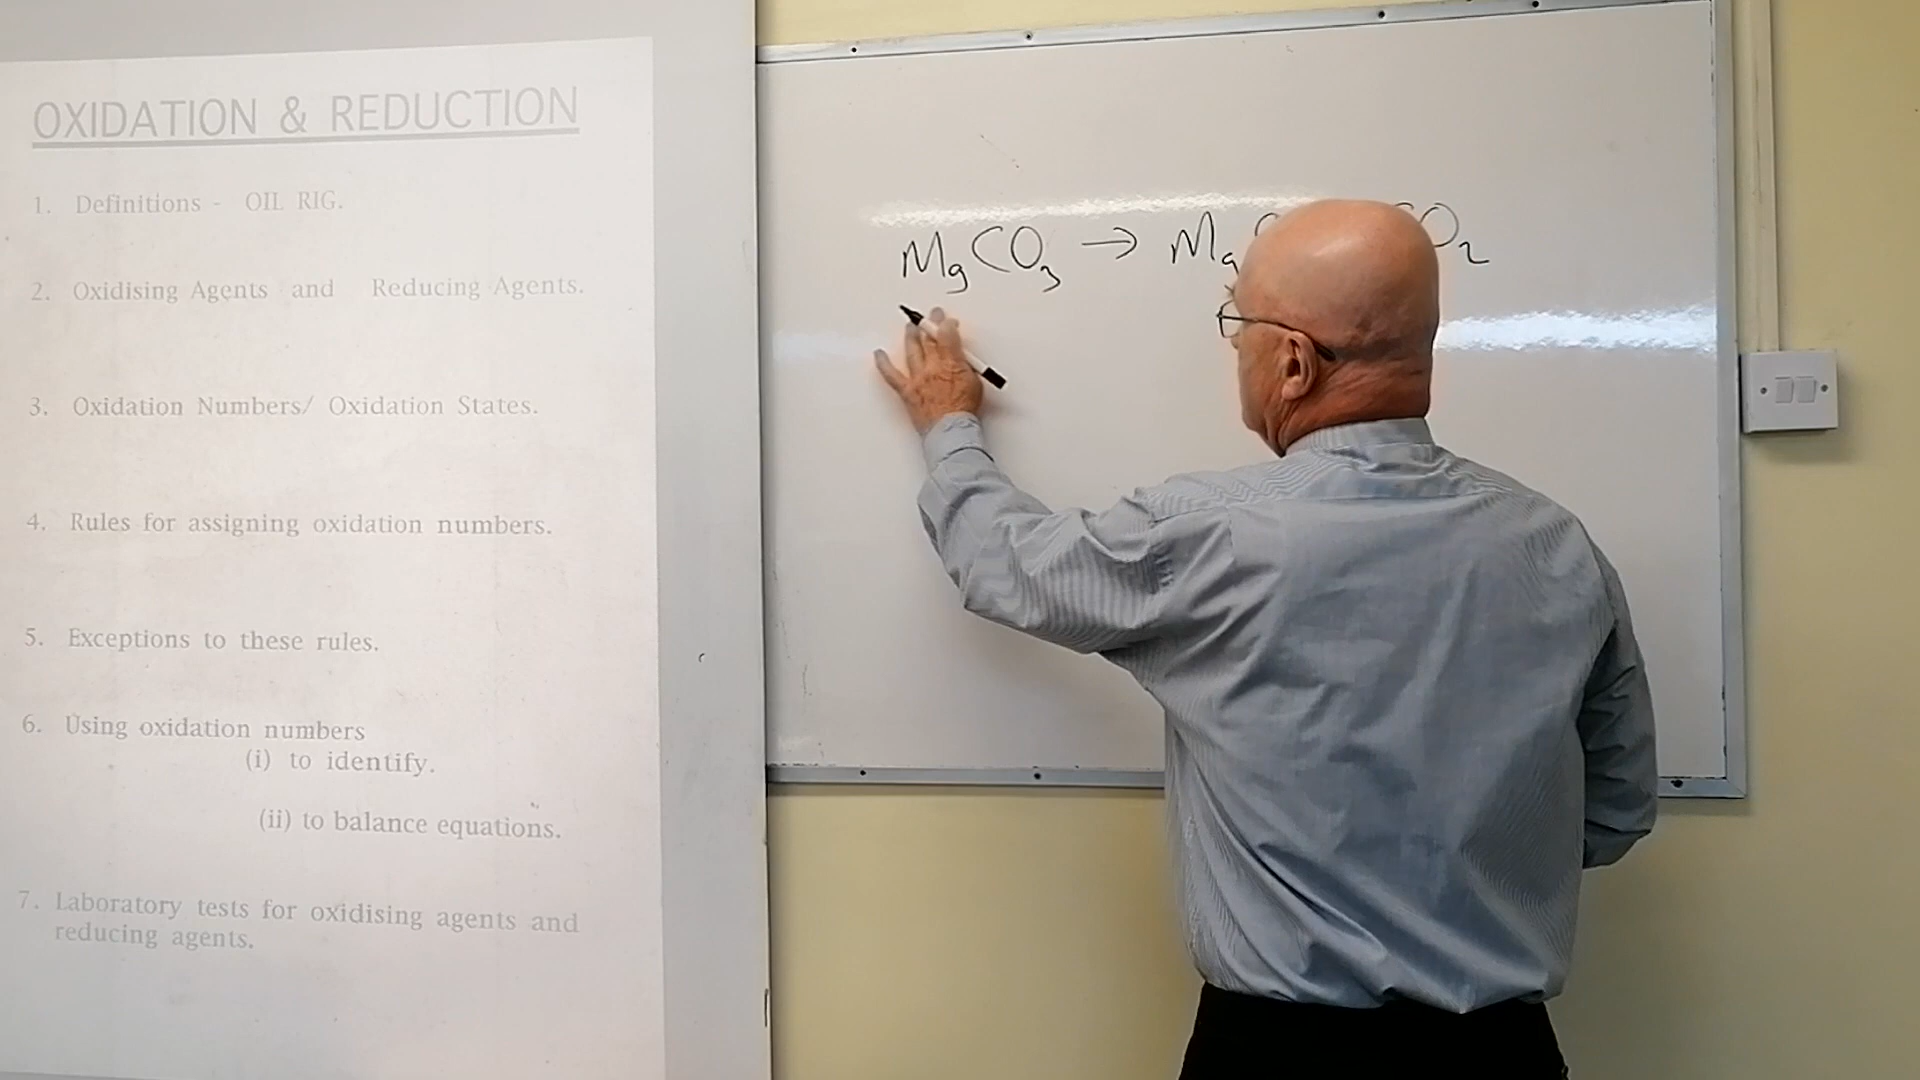 OXIDATION & REDUCTION
1. Definitions - OIL RIG.
2. Oxidising Agents and Reducing Agents.
3. Oxidation Numbers/ Oxidation States.
4. Rules for assigning oxidation numbers.
5. Exceptions to these rules.
6. Using oxidation numbers
(i) to identify.
(ii) to balance equations.
7. Laboratory tests for oxidising agents and
reducing agents.
MgCO₃ → Mg CO₂